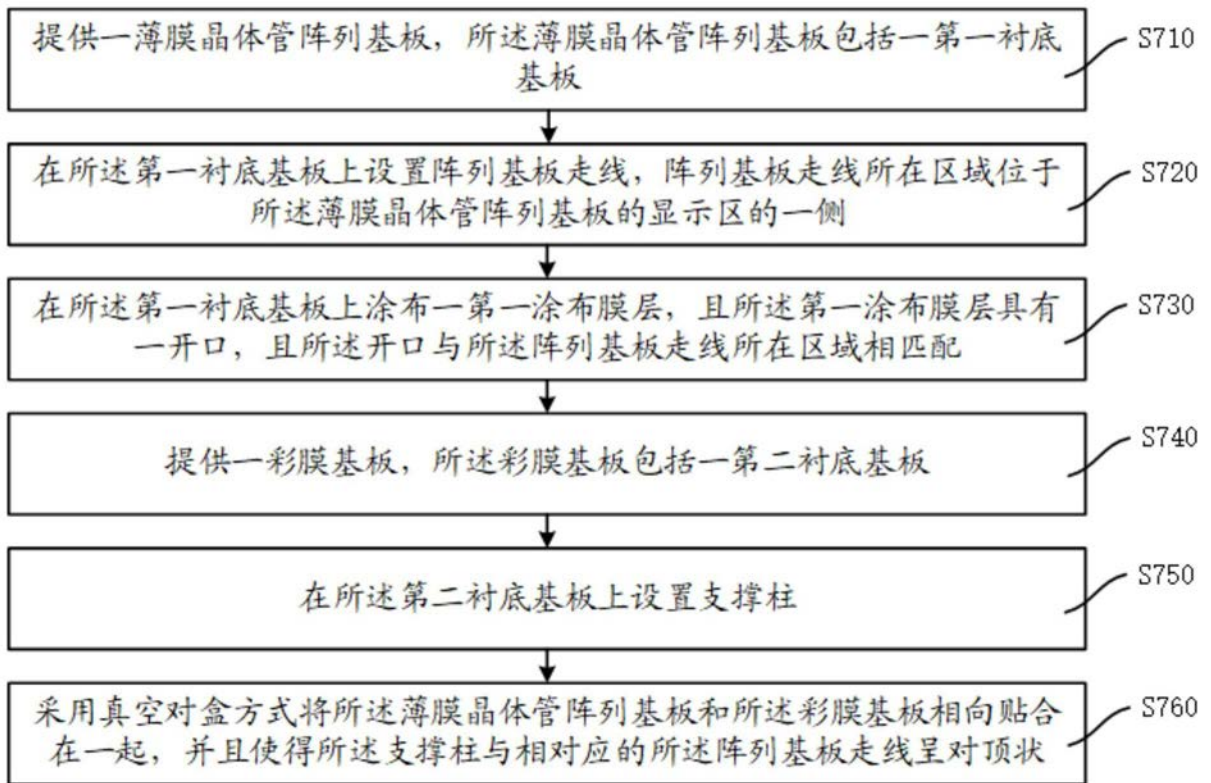 提供一薄膜晶体管阵列基板，所述薄膜晶体管阵列基板包括一第一衬底
基板
S710
在所述第一衬底基板上设置阵列基板走线，阵列基板走线所在区域位于
所述薄膜晶体管阵列基板的显示区的一侧
S720
在所述第一衬底基板上涂布一第一涂布膜层，且所述第一涂布膜层具有
一开口，且所述开口与所述阵列基板走线所在区域相匹配
S730
提供一彩膜基板，所述彩膜基板包括一第二衬底基板
S740
在所述第二衬底基板上设置支撑柱
S750
采用真空对盒方式将所述薄膜晶体管阵列基板和所述彩膜基板相向贴合
在一起，并且使得所述支撑柱与相对应的所述阵列基板走线呈对顶状
S760